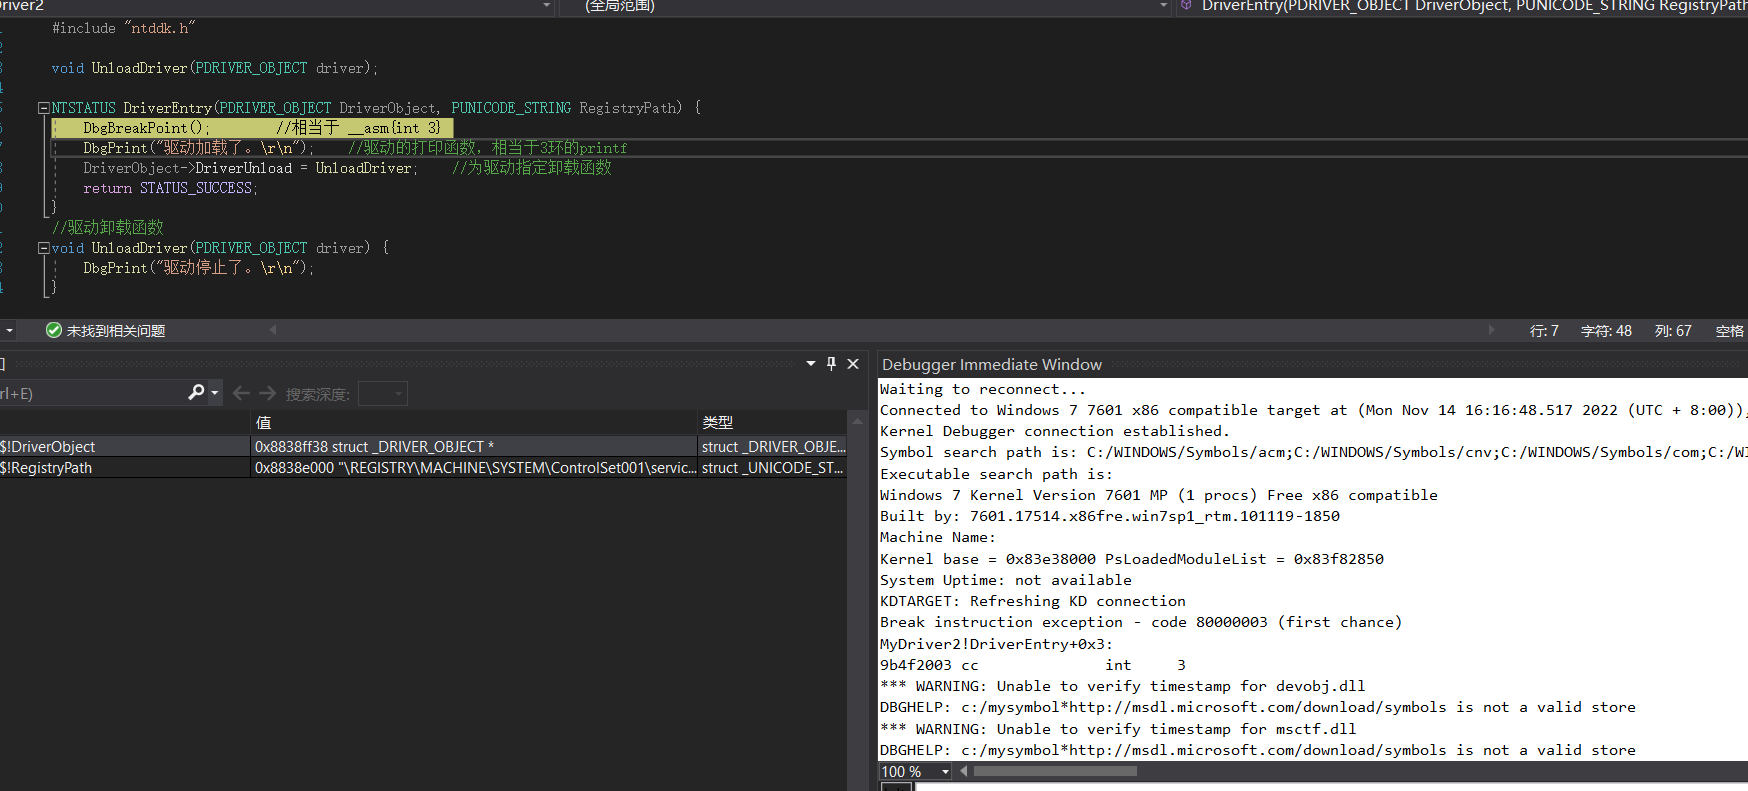 river2 (全局范围) DriverEntry(PDRIVER_OBJECT DriverObject, PUNICODE_STRING RegistryPath
#include "ntddk.h"
void UnloadDriver(PDRIVER_OBJECT driver);
NTSTATUS DriverEntry(PDRIVER_OBJECT DriverObject, PUNICODE_STRING RegistryPath) {
DbgBreakPoint(); //相当于 __asm{int 3}
DbgPrint("驱动加载了。\r\n"); //驱动的打印函数，相当于3环的printf
DriverObject->DriverUnload = UnloadDriver; //为驱动指定卸载函数
return STATUS_SUCCESS;
}
//驱动卸载函数
void UnloadDriver(PDRIVER_OBJECT driver) {
DbgPrint("驱动停止了。\r\n");
}
未找到相关问题 行: 7 字符: 48 列: 67 空格
rl+E) 搜索深度:
值 类型
$!DriverObject 0x8838ff38 struct _DRIVER_OBJECT * struct _DRIVER_OBJE...
$!RegistryPath 0x8838e000 "\REGISTRY\MACHINE\SYSTEM\ControlSet001\servic... struct _UNICODE_ST...
Debugger Immediate Window
Waiting to reconnect...
Connected to Windows 7 7601 x86 compatible target at (Mon Nov 14 16:16:48.517 2022 (UTC + 8:00)),
Kernel Debugger connection established.
Symbol search path is: C:/WINDOWS/Symbols/acm;C:/WINDOWS/Symbols/cnv;C:/WINDOWS/Symbols/com;C:/WI
Executable search path is:
Windows 7 Kernel Version 7601 MP (1 procs) Free x86 compatible
Built by: 7601.17514.x86fre.win7sp1_rtm.101119-1850
Machine Name:
Kernel base = 0x83e38000 PsLoadedModuleList = 0x83f82850
System Uptime: not available
KDTARGET: Refreshing KD connection
Break instruction exception - code 80000003 (first chance)
MyDriver2!DriverEntry+0x3:
9b4f2003 cc int 3
*** WARNING: Unable to verify timestamp for devobj.dll
DBGHELP: c:/mysymbol*http://msdl.microsoft.com/download/symbols is not a valid store
*** WARNING: Unable to verify timestamp for msctf.dll
DBGHELP: c:/mysymbol*http://msdl.microsoft.com/download/symbols is not a valid store
100 %